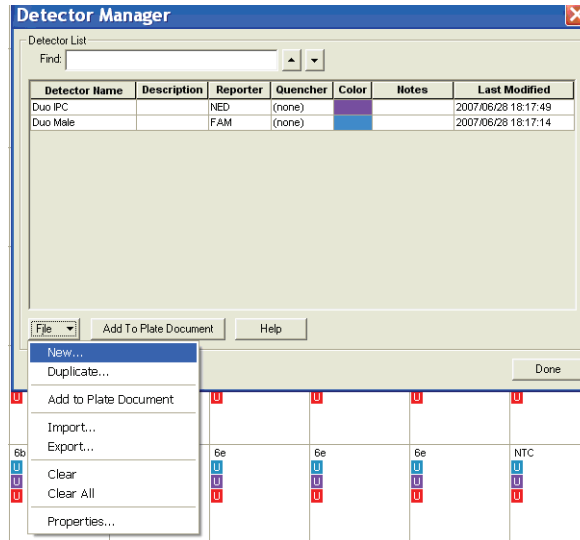 Detector Manager
Detector List
Find:
Detector Name Description Reporter Quencher Color Notes Last Modified
Duo IPC NED (none) 2007/06/28 18:17:49
Duo Male FAM (none) 2007/06/28 18:17:14
File Add To Plate Document Help
New...
Duplicate...
Done
Add to Plate Document
U U U U U
Import...
Export...
6b 6e 6e 6e NTC
U U U U U
Clear
U U U U U
Clear All
U U U U U
Properties...